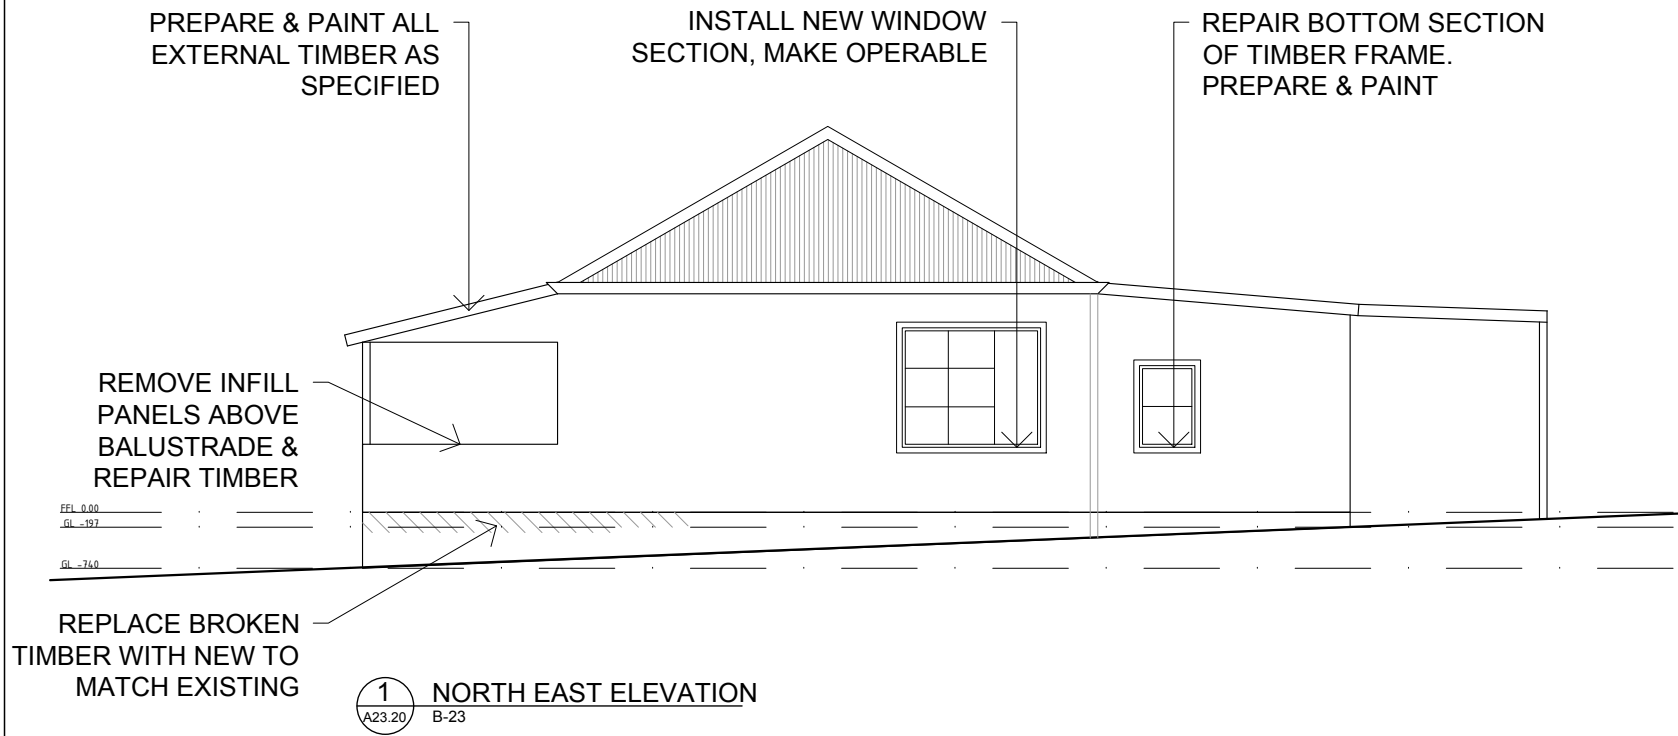 PREPARE & PAINT ALL
EXTERNAL TIMBER AS
SPECIFIED
INSTALL NEW WINDOW
SECTION, MAKE OPERABLE
REPAIR BOTTOM SECTION
OF TIMBER FRAME.
PREPARE & PAINT
REMOVE INFILL
PANELS ABOVE
BALUSTRADE &
REPAIR TIMBER
FFL 0.00
GL -197
GL -740
REPLACE BROKEN
TIMBER WITH NEW TO
MATCH EXISTING
1
A23.20
NORTH EAST ELEVATION
B-23